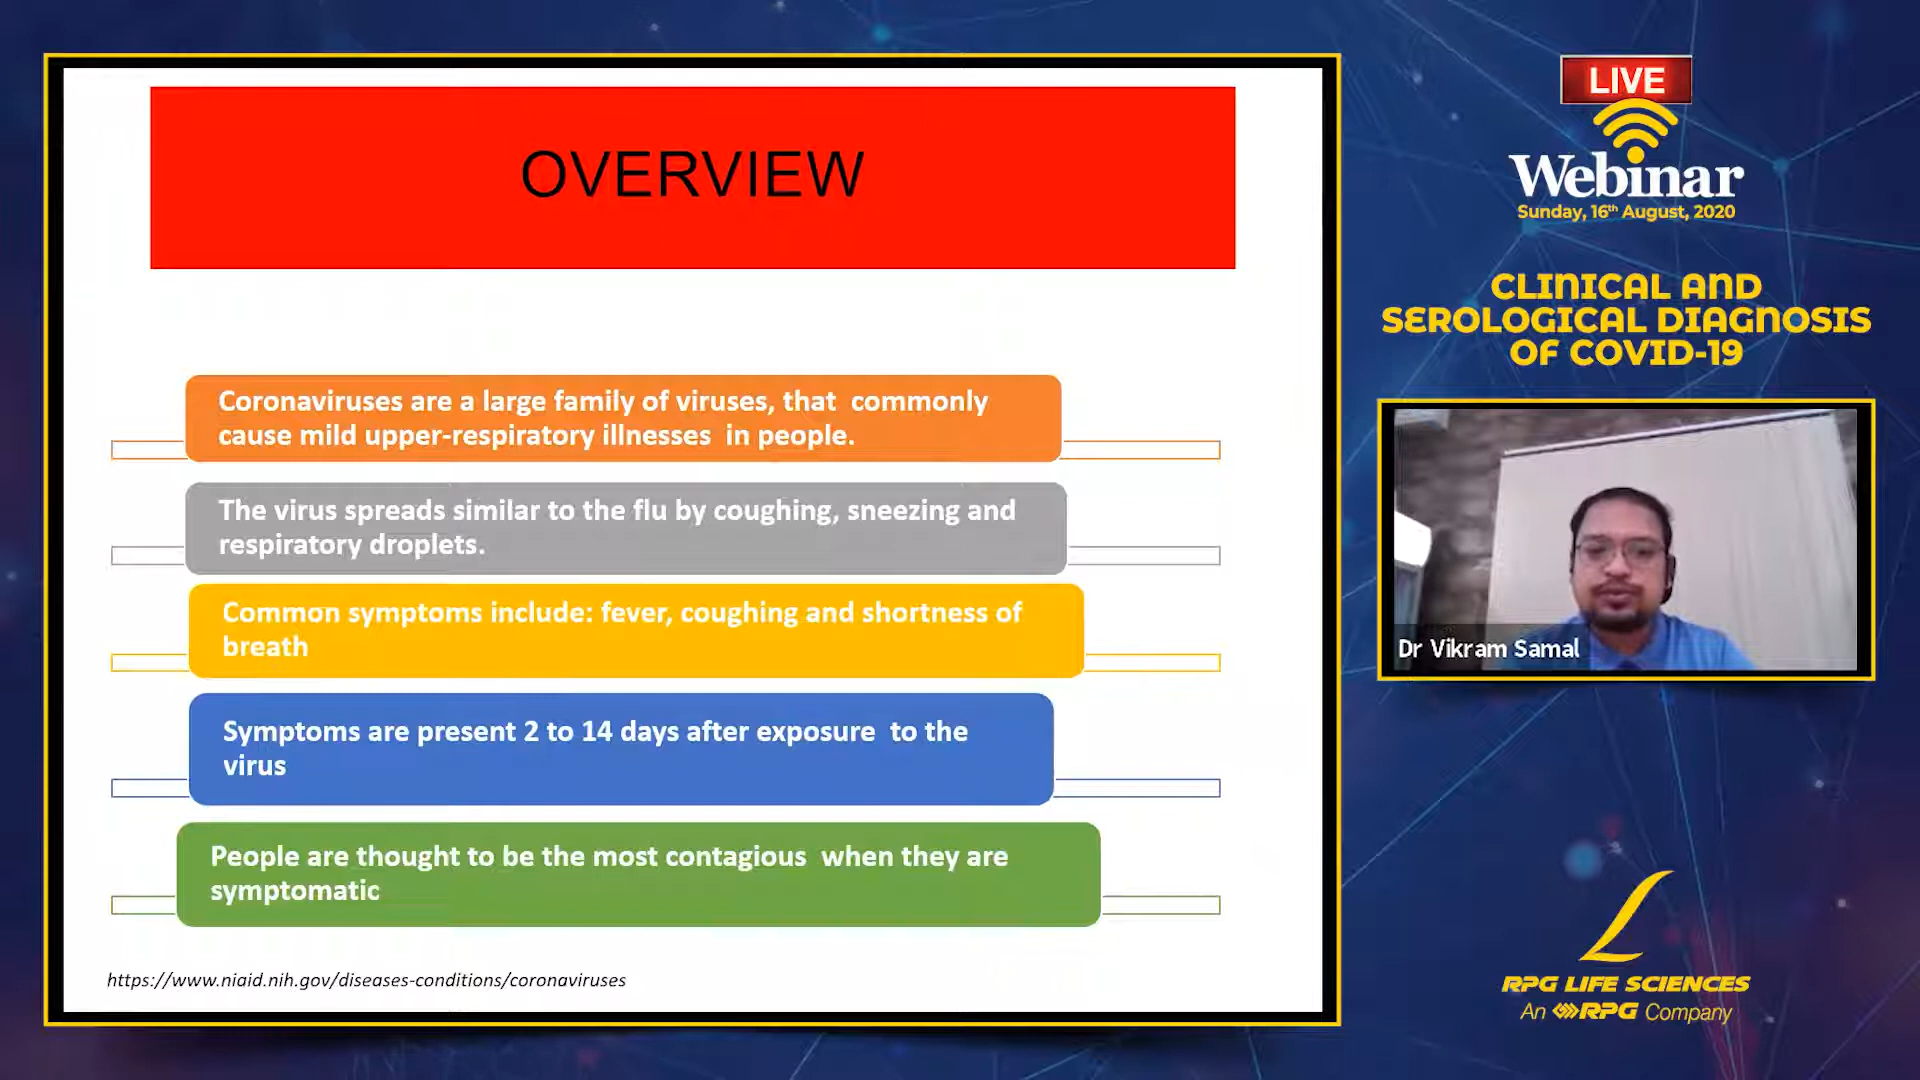 OVERVIEW
Coronaviruses are a large family of viruses, that commonly
cause mild upper-respiratory illnesses in people.
The virus spreads similar to the flu by coughing, sneezing and
respiratory droplets.
Common symptoms include: fever, coughing and shortness of
breath
Symptoms are present 2 to 14 days after exposure to the
virus
People are thought to be the most contagious when they are
symptomatic
https://www.niaid.nih.gov/diseases-conditions/coronaviruses
LIVE
Webinar
Sunday, 16th August, 2020
CLINICAL AND
SEROLOGICAL DIAGNOSIS
OF COVID-19
Dr Vikram Samal
RPG LIFE SCIENCES
An RPG Company